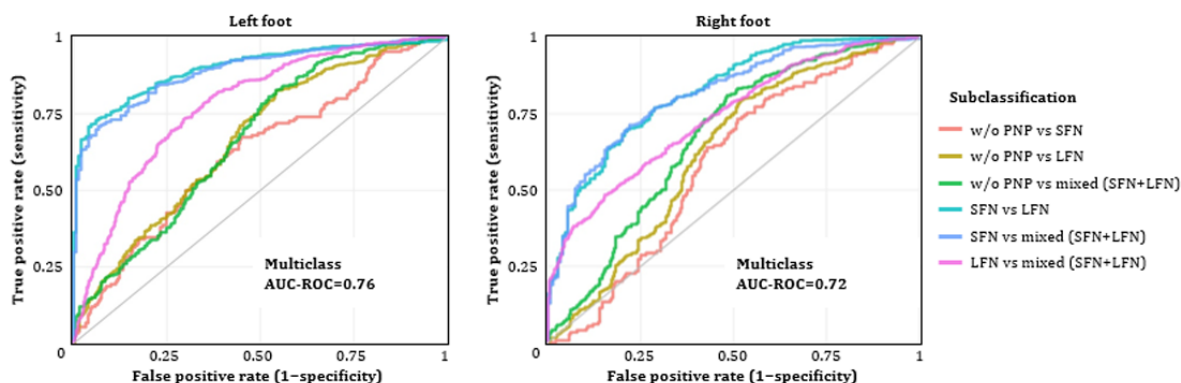 Left foot
True positive rate (sensitivity)
1
0.75
0.50
0.25
0
0.25
0.50
0.75
1
False positive rate (1−specificity)
Multiclass
AUC-ROC=0.76
Right foot
True positive rate (sensitivity)
1
0.75
0.50
0.25
0
0.25
0.50
0.75
1
False positive rate (1−specificity)
Multiclass
AUC-ROC=0.72
Subclassification
w/o PNP vs SFN
w/o PNP vs LFN
w/o PNP vs mixed (SFN+LFN)
SFN vs LFN
SFN vs mixed (SFN+LFN)
LFN vs mixed (SFN+LFN)